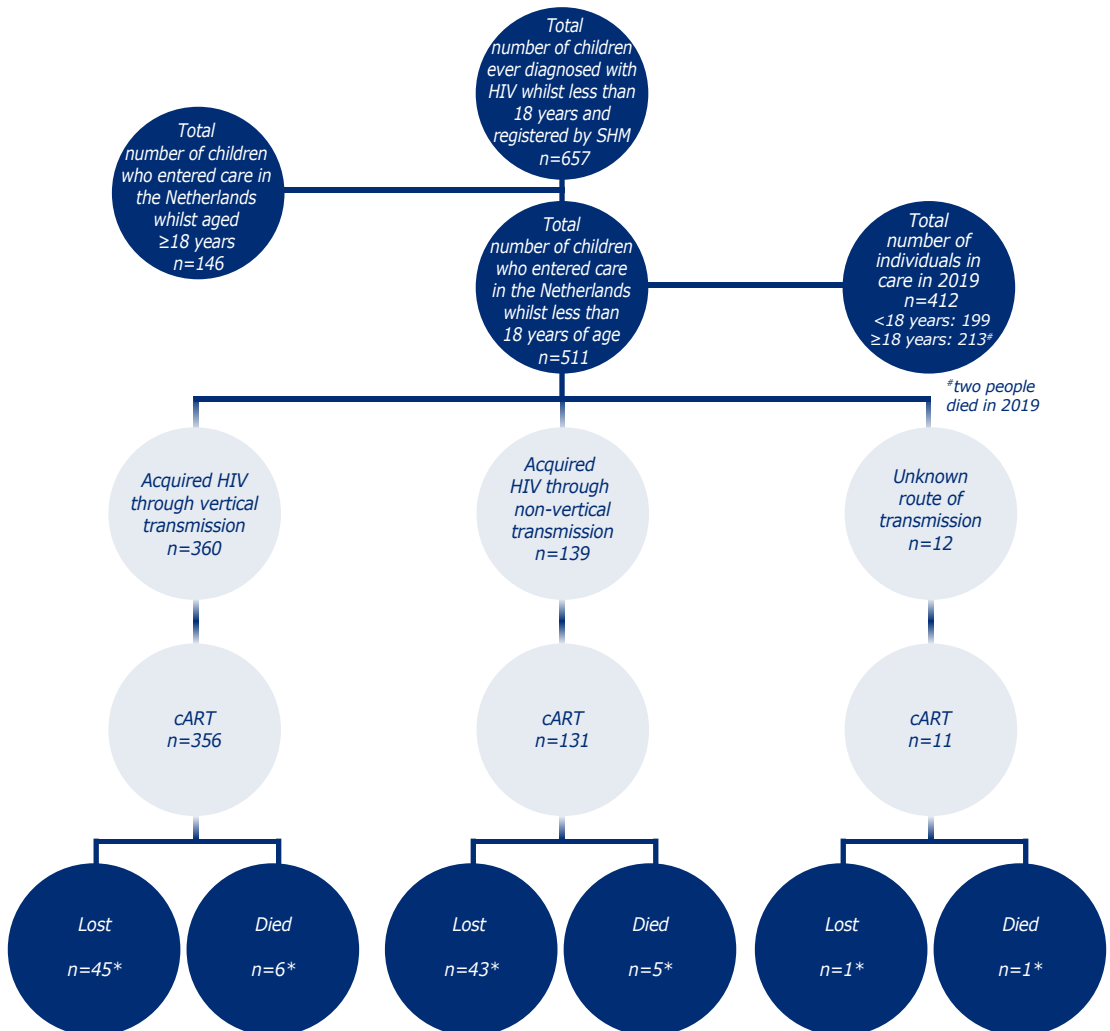 Total
number of children
ever diagnosed with
HIV whilst less than
18 years and
registered by SHM
n=657
Total
number of children
who entered care in
the Netherlands
whilst aged
≥18 years
n=146
Total
number of children
who entered care
in the Netherlands
whilst less than
18 years of age
n=511
Total
number of
individuals in
care in 2019
n=412
<18 years: 199
≥18 years: 213#
#two people
died in 2019
Acquired HIV
through vertical
transmission
n=360
Acquired
HIV through
non-vertical
transmission
n=139
Unknown
route of
transmission
n=12
cART
n=356
cART
n=131
cART
n=11
Lost
n=45*
Died
n=6*
Lost
n=43*
Died
n=5*
Lost
n=1*
Died
n=1*